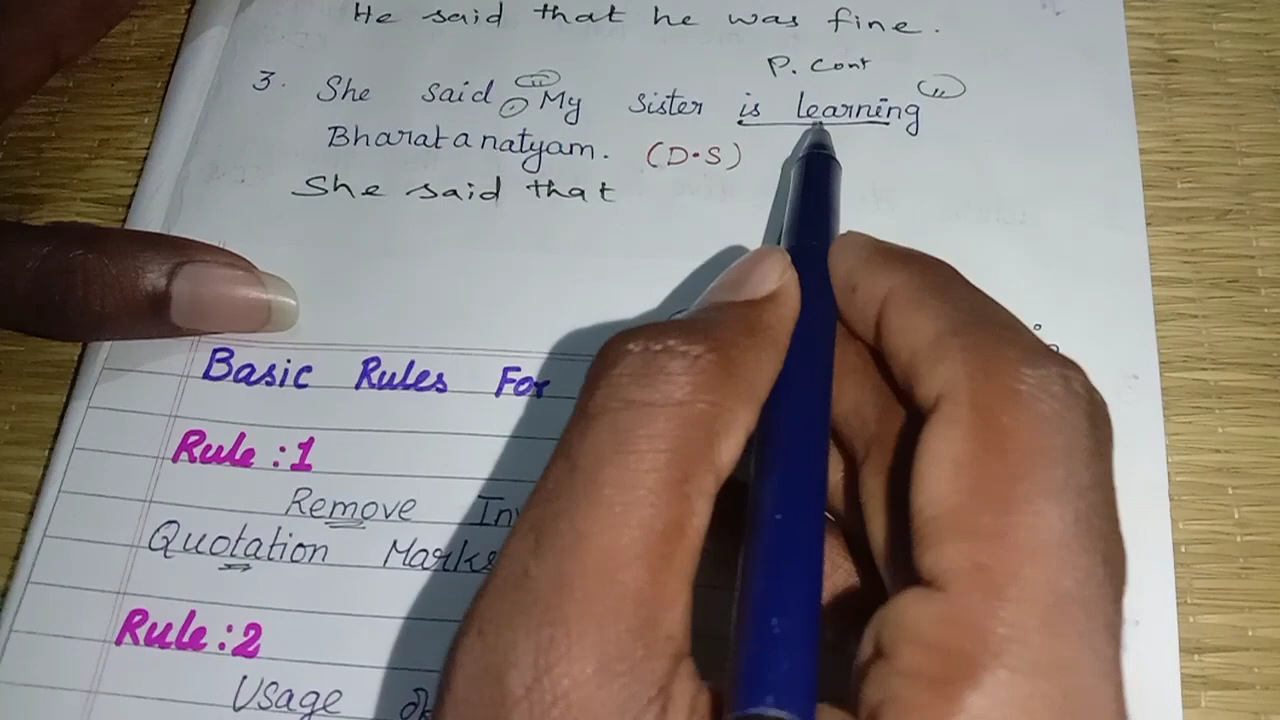 He said that he was fine.
P. Cont
3. She said, "My sister is learning"
Bharatanatyam. (D.S)
She said that
Basic Rules For
Rule:1
Remove
Quotation Marks
Rule:2
Usage